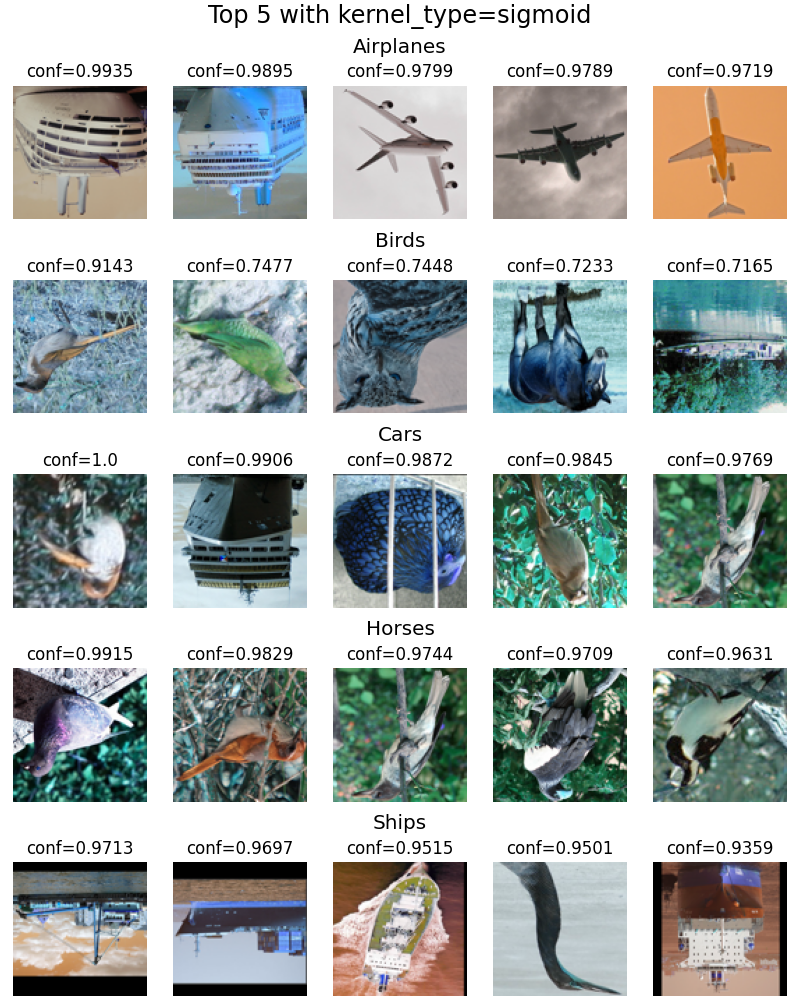 Top 5 with kernel_type=sigmoid
Airplanes
conf=0.9935 conf=0.9895 conf=0.9799 conf=0.9789 conf=0.9719
Birds
conf=0.9143 conf=0.7477 conf=0.7448 conf=0.7233 conf=0.7165
Cars
conf=1.0 conf=0.9906 conf=0.9872 conf=0.9845 conf=0.9769
Horses
conf=0.9915 conf=0.9829 conf=0.9744 conf=0.9709 conf=0.9631
Ships
conf=0.9713 conf=0.9697 conf=0.9515 conf=0.9501 conf=0.9359